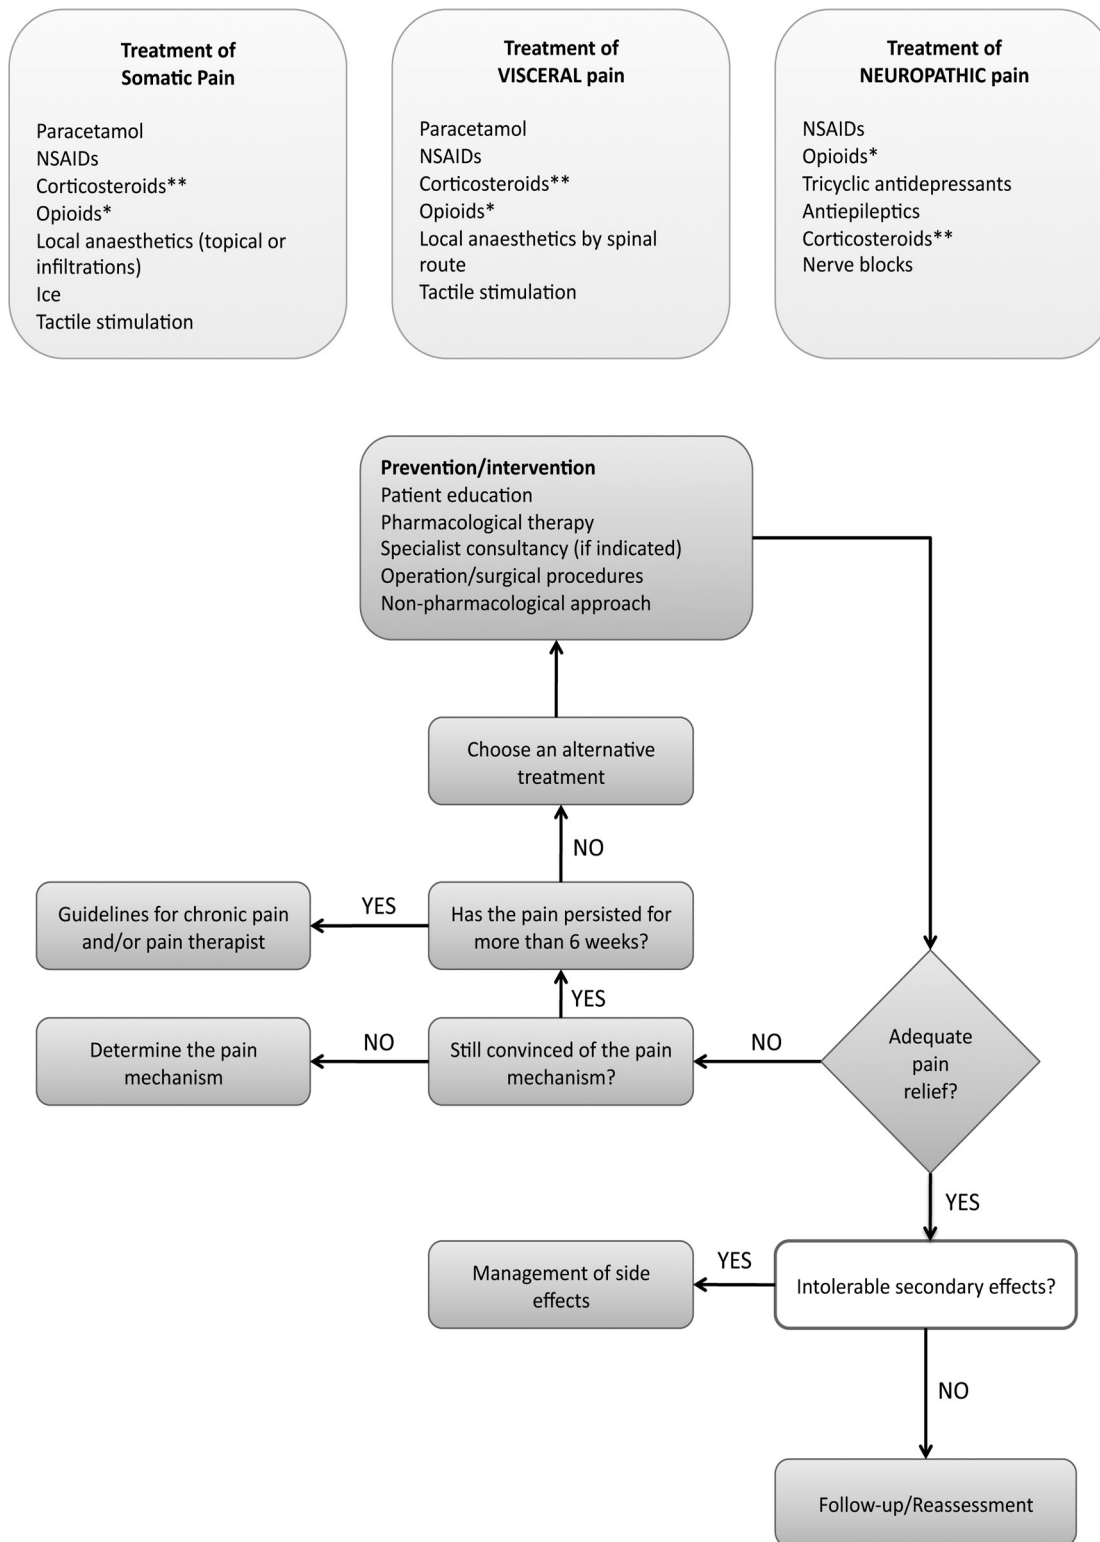 Treatment of
Somatic Pain
Paracetamol
NSAIDs
Corticosteroids**
Opioids*
Local anaesthetics (topical or
infiltrations)
Ice
Tactile stimulation
Treatment of
VISCERAL pain
Paracetamol
NSAIDs
Corticosteroids**
Opioids*
Local anaesthetics by spinal
route
Tactile stimulation
Treatment of
NEUROPATHIC pain
NSAIDs
Opioids*
Tricyclic antidepressants
Antiepileptics
Corticosteroids**
Nerve blocks
Prevention/intervention
Patient education
Pharmacological therapy
Specialist consultancy (if indicated)
Operation/surgical procedures
Non-pharmacological approach
Choose an alternative
treatment
NO
Guidelines for chronic pain
and/or pain therapist
YES
Has the pain persisted for
more than 6 weeks?
YES
Determine the pain
mechanism
NO
Still convinced of the pain
mechanism?
NO
Adequate
pain
relief?
YES
Management of side
effects
YES
Intolerable secondary effects?
NO
Follow-up/Reassessment